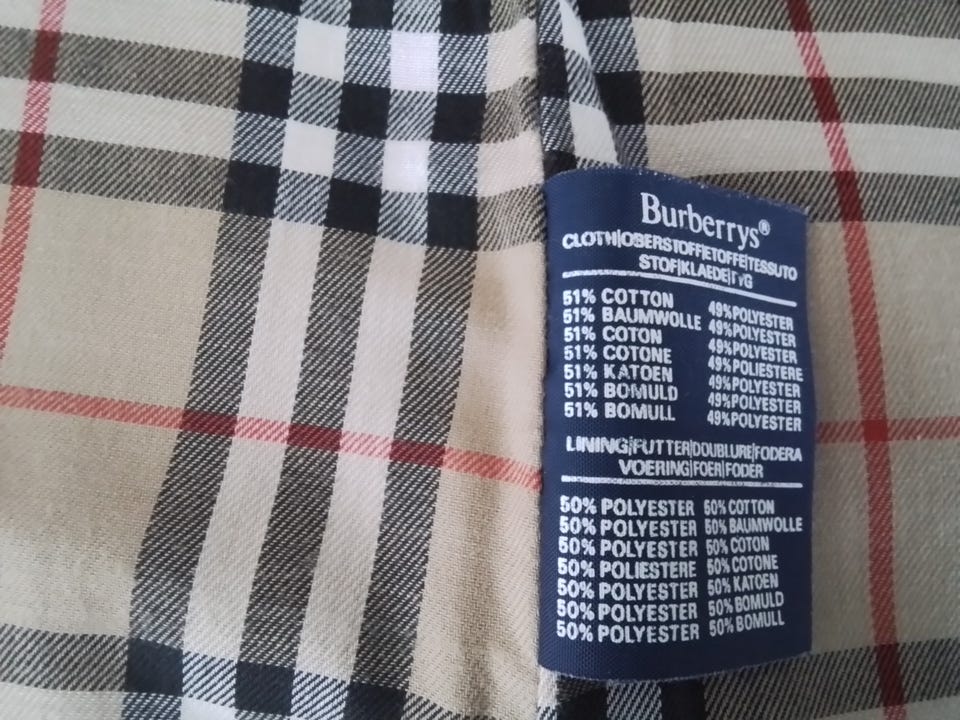 Burberrys®
CLOTH|OBERSTOFF|ETOFFE|TESSUTO
STOF|KLAEDE|TYG
51% COTTON 49% POLYESTER
51% BAUMWOLLE 49% POLYESTER
51% COTON 49% POLYESTER
51% COTONE 49% POLIESTERE
51% KATOEN 49% POLYESTER
51% BOMULD 49% POLYESTER
51% BOMULL 49% POLYESTER
LINING|FUTTER|DOUBLURE|FODERA
VOERING|FOER|FODER
50% POLYESTER 50% COTTON
50% POLYESTER 50% BAUMWOLLE
50% POLYESTER 50% COTON
50% POLIESTERE 50% COTONE
50% POLYESTER 50% KATOEN
50% POLYESTER 50% BOMULD
50% POLYESTER 50% BOMULL